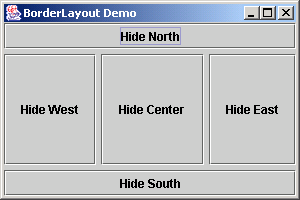 BorderLayout Demo
Hide North
Hide West
Hide Center
Hide East
Hide South